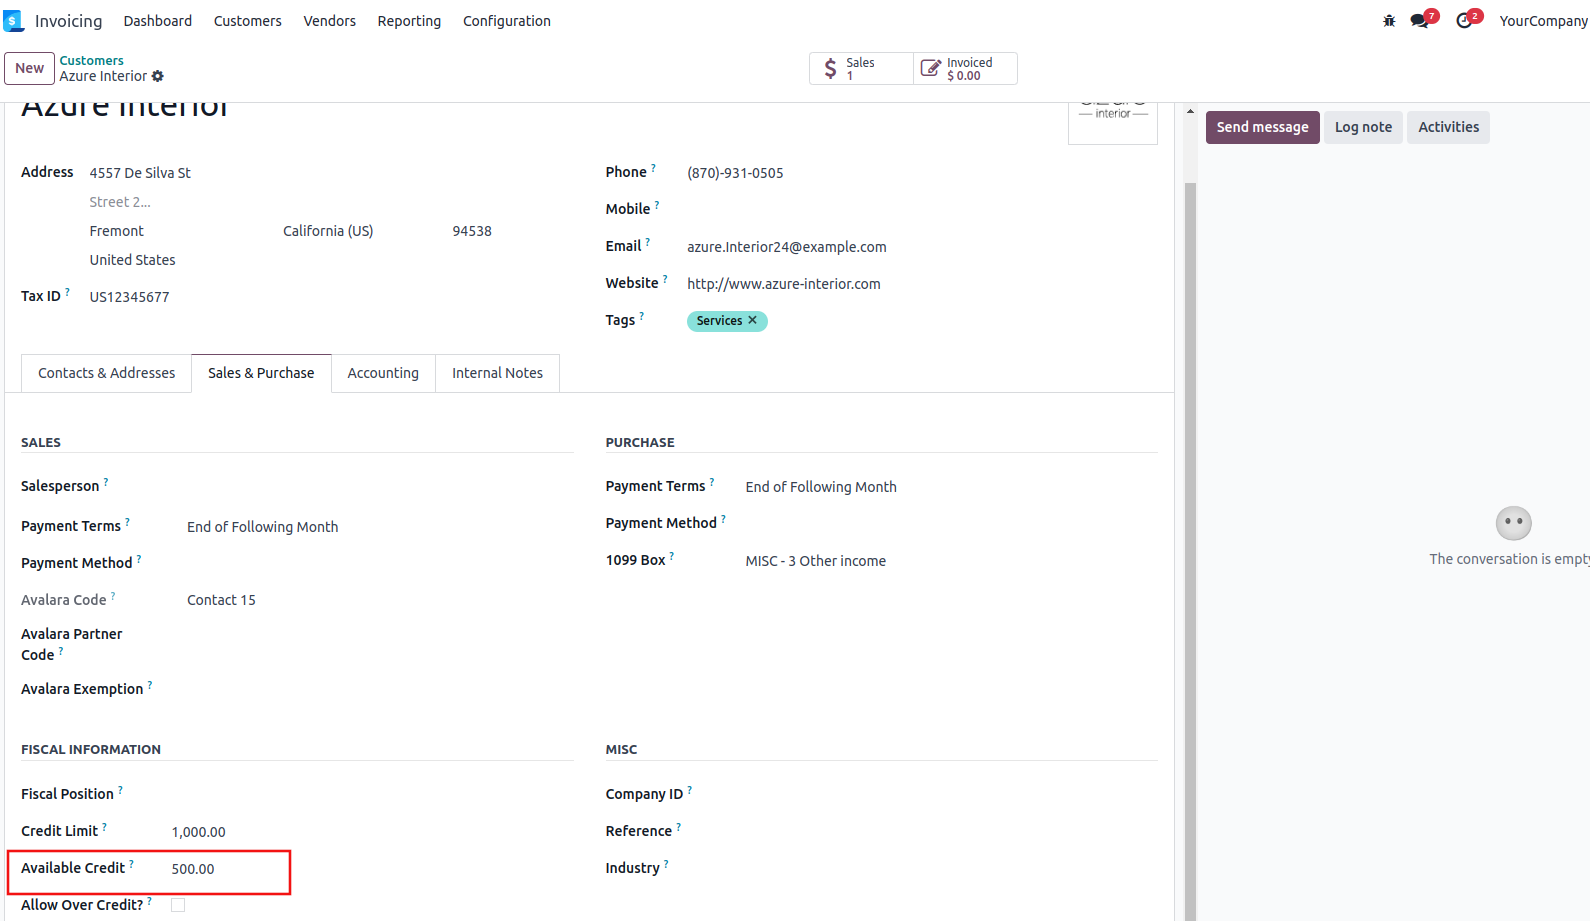 Invoicing Dashboard Customers Vendors Reporting Configuration 7 2 YourCompany
New
Customers
Azure Interior
Sales
1
Invoiced
$ 0.00
Azure Interior
interior
Send message Log note Activities
Address 4557 De Silva St
Street 2...
Fremont California (US) 94538
United States
Tax ID ? US12345677
Phone ? (870)-931-0505
Mobile ?
Email ? azure.Interior24@example.com
Website ? http://www.azure-interior.com
Tags ? Services ✕
Contacts & Addresses Sales & Purchase Accounting Internal Notes
SALES
Salesperson ?
Payment Terms ? End of Following Month
Payment Method ?
Avalara Code ? Contact 15
Avalara Partner
Code ?
Avalara Exemption ?
PURCHASE
Payment Terms ? End of Following Month
Payment Method ?
1099 Box ? MISC - 3 Other income
The conversation is empty
FISCAL INFORMATION
Fiscal Position ?
Credit Limit ? 1,000.00
Available Credit ? 500.00
Allow Over Credit? ?
MISC
Company ID ?
Reference ?
Industry ?